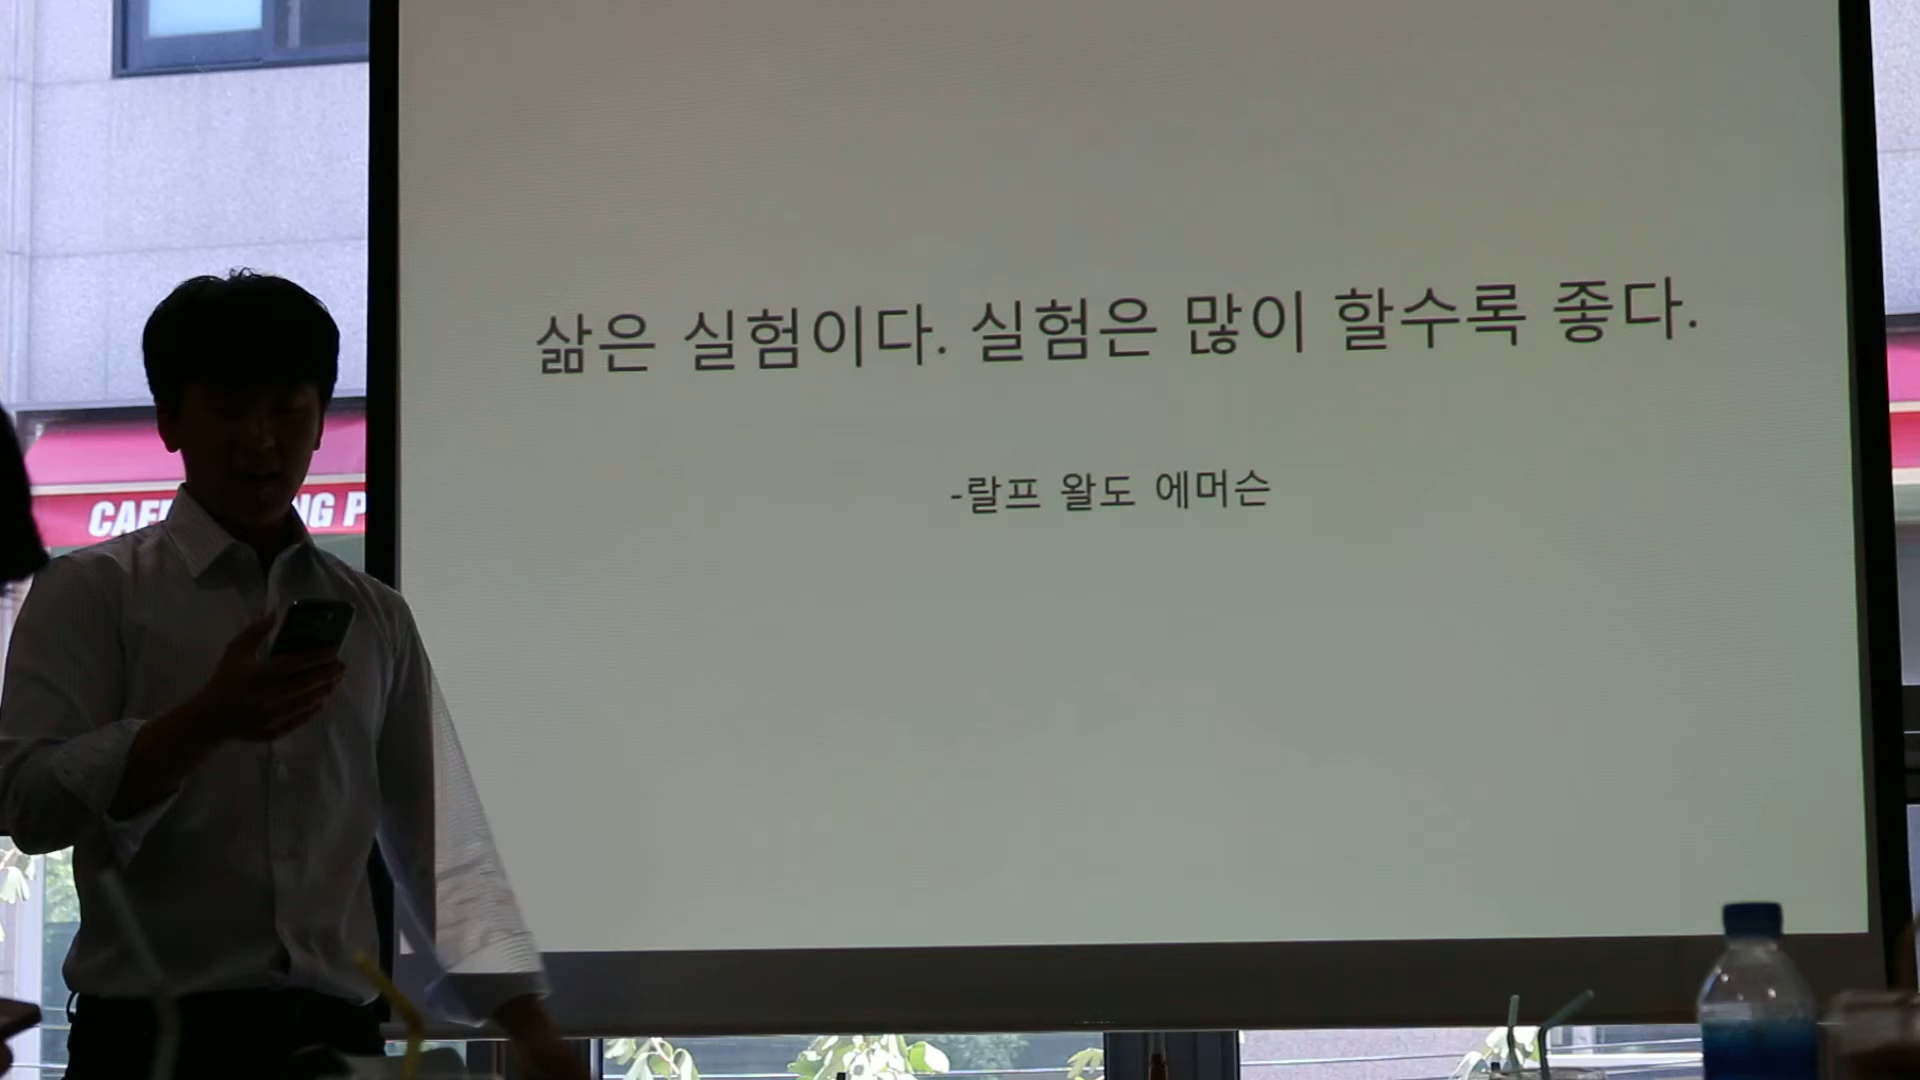 삶은 실험이다. 실험은 많이 할수록 좋다.
-랄프 왈도 에머슨